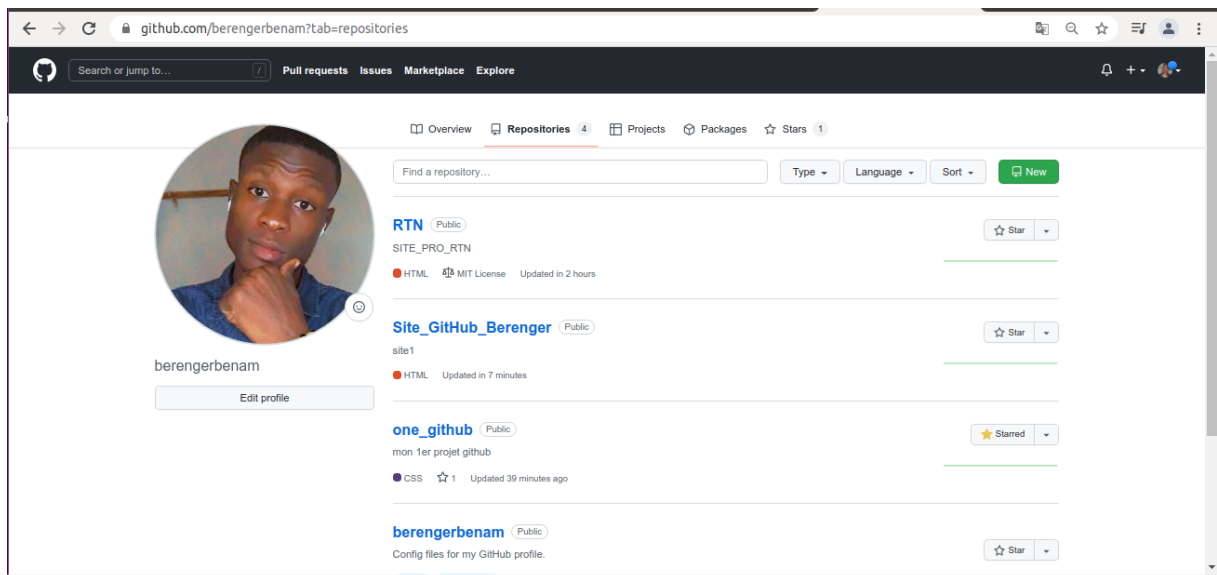 github.com/berengerbenam?tab=repositories
Search or jump to... / Pull requests Issues Marketplace Explore
Overview Repositories 4 Projects Packages Stars 1
Find a repository... Type Language Sort New
RTN Public Star
SITE_PRO_RTN
HTML MIT License Updated in 2 hours
Site_GitHub_Berenger Public Star
site1
HTML Updated in 7 minutes
berengerbenam
Edit profile
one_github Public Starred
mon 1er projet github
CSS 1 Updated 39 minutes ago
berengerbenam Public Star
Config files for my GitHub profile.